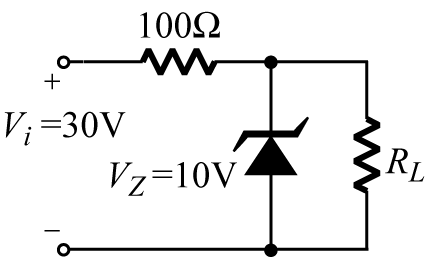 100Ω
+
V_i=30V
V_Z=10V
R_L
−